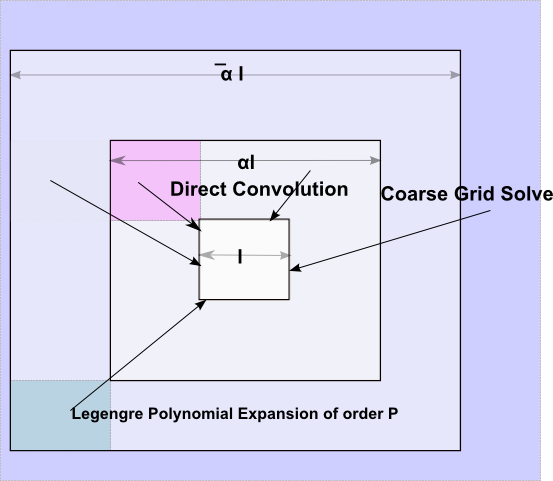 ᾱ l
αl
Direct Convolution
Coarse Grid Solve
l
Legengre Polynomial Expansion of order P